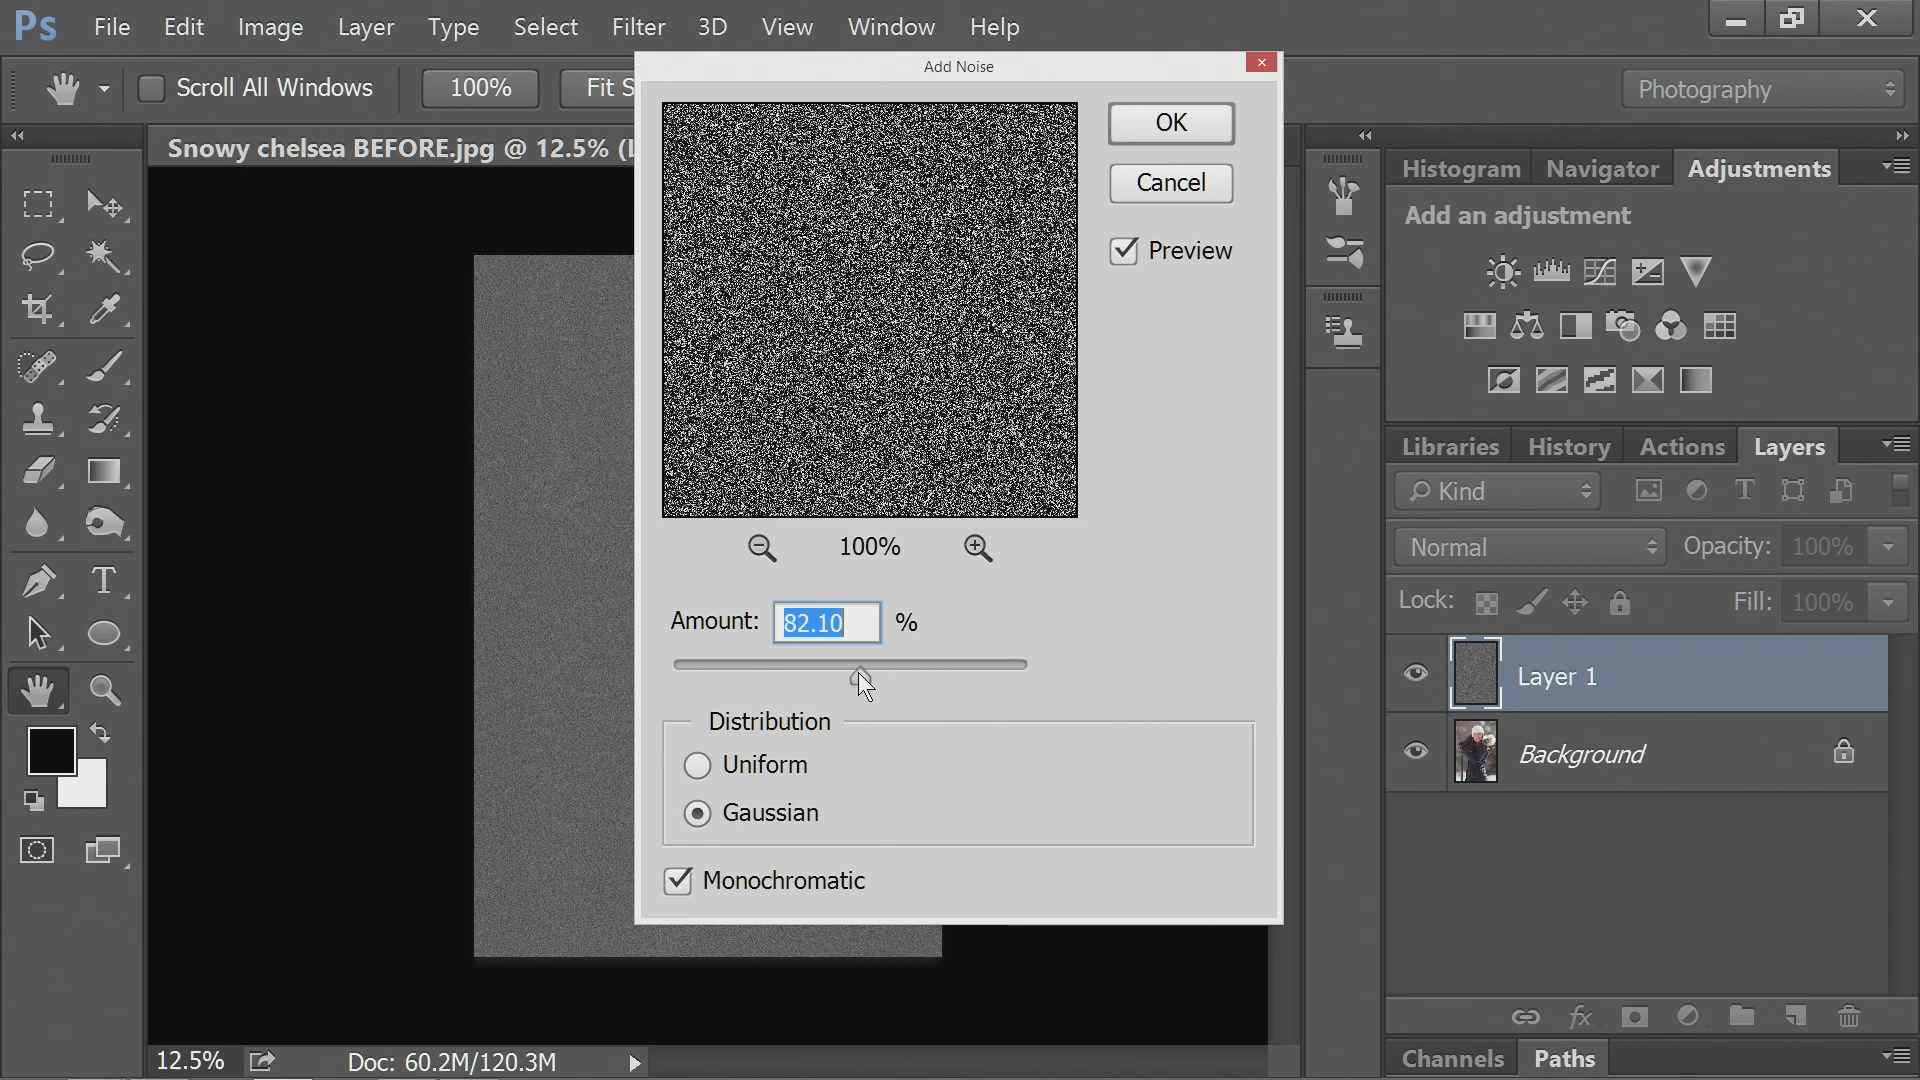 Ps File Edit Image Layer Type Select Filter 3D View Window Help
Scroll All Windows 100% Fit S Photography
Snowy chelsea BEFORE.jpg @ 12.5% (L
Add Noise
OK
Cancel
Preview
100%
Amount: 82.10 %
Distribution
Uniform
Gaussian
Monochromatic
Histogram Navigator Adjustments
Add an adjustment
Libraries History Actions Layers
Kind
Normal Opacity: 100%
Lock: Fill: 100%
Layer 1
Background
Channels Paths
12.5% Doc: 60.2M/120.3M